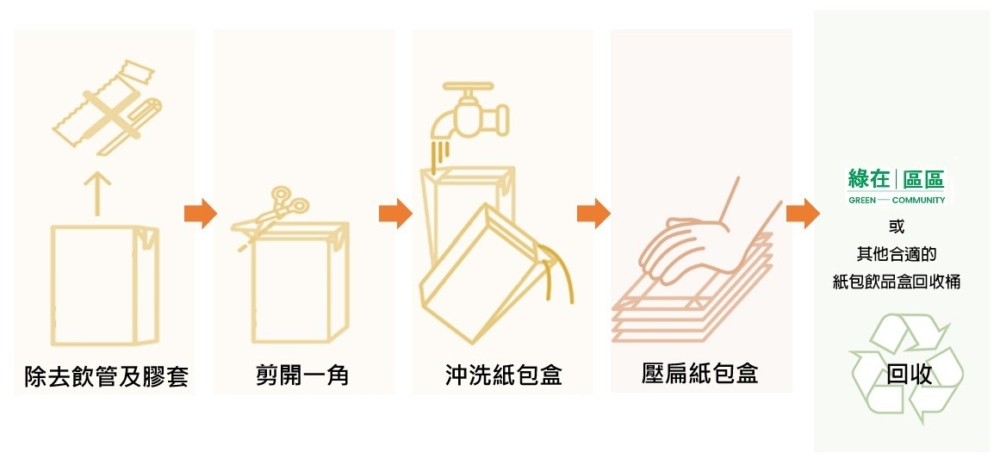 除去飲管及膠套
剪開一角
沖洗紙包盒
壓扁紙包盒
綠在區區
GREEN COMMUNITY
或
其他合適的
紙包飲品盒回收桶
回收